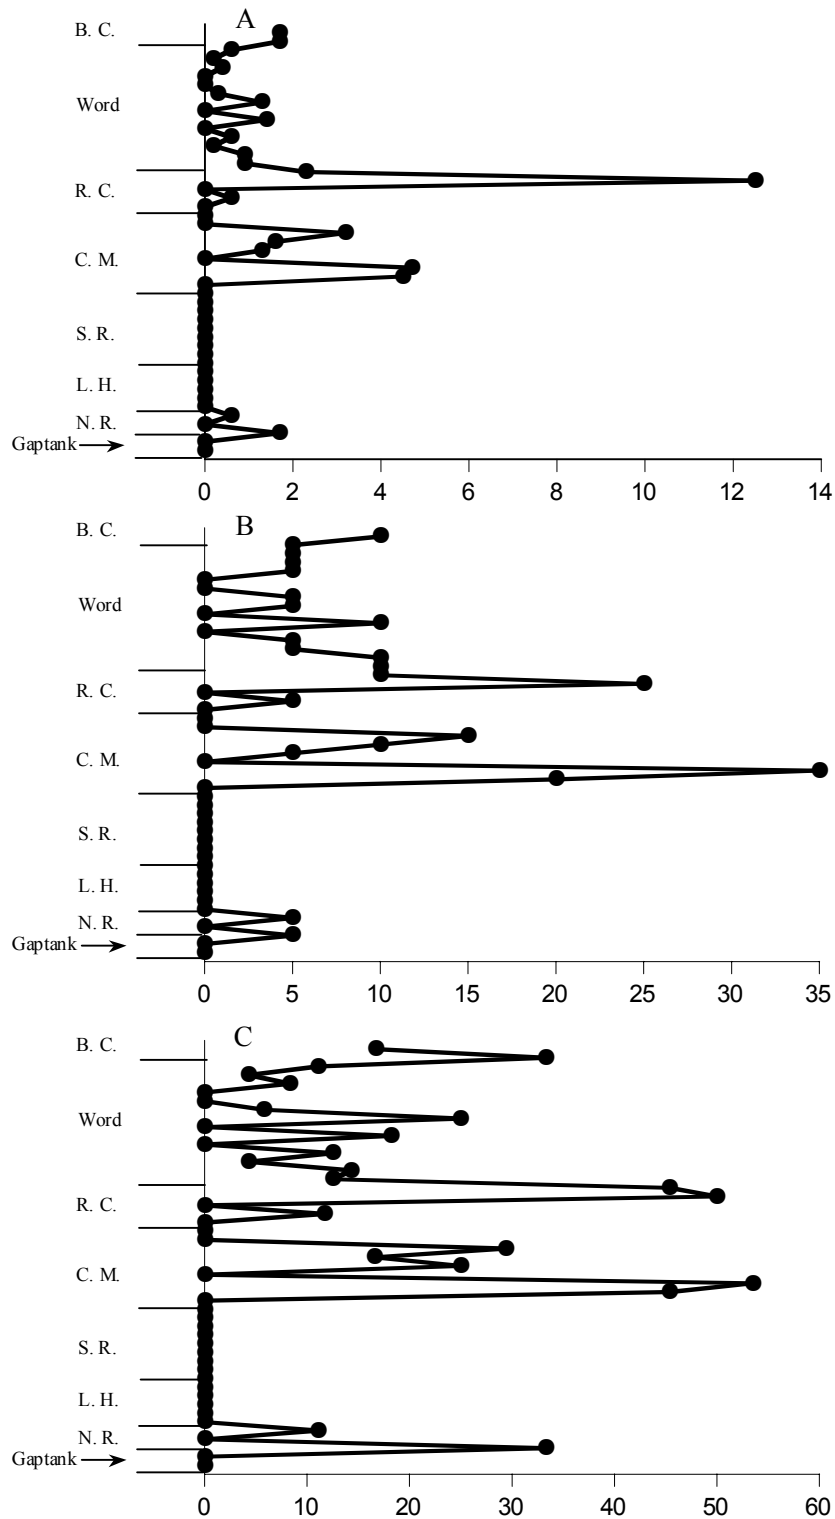 A
B. C.
Word
R. C.
C. M.
S. R.
L. H.
N. R.
Gaptank
0 2 4 6 8 10 12 14
B
B. C.
Word
R. C.
C. M.
S. R.
L. H.
N. R.
Gaptank
0 5 10 15 20 25 30 35
C
B. C.
Word
R. C.
C. M.
S. R.
L. H.
N. R.
Gaptank
0 10 20 30 40 50 60